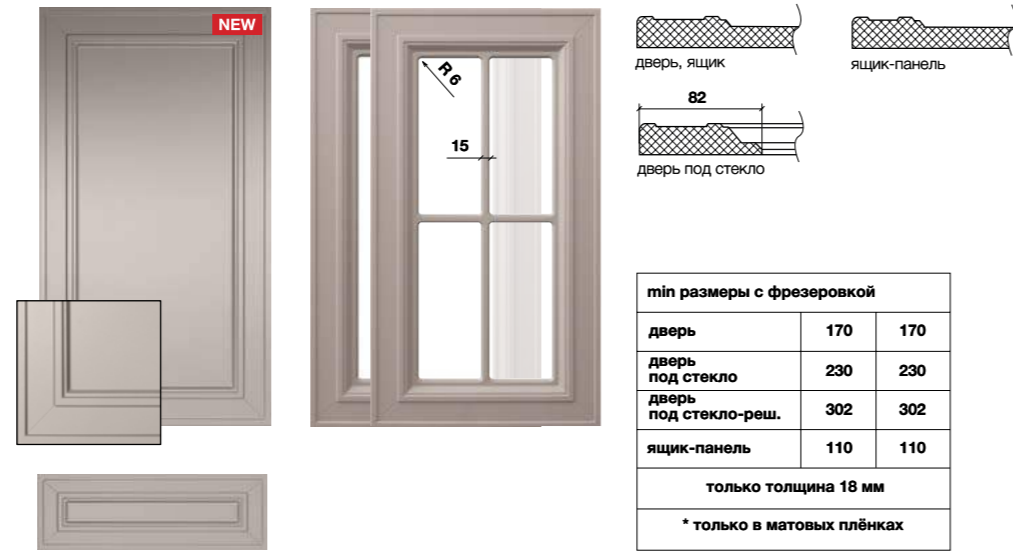 NEW
R 6
15
дверь, ящик
ящик-панель
82
дверь под стекло
min размеры с фрезеровкой
дверь 170 170
дверь
под стекло 230 230
дверь
под стекло-реш. 302 302
ящик-панель 110 110
только толщина 18 мм
* только в матовых плёнках